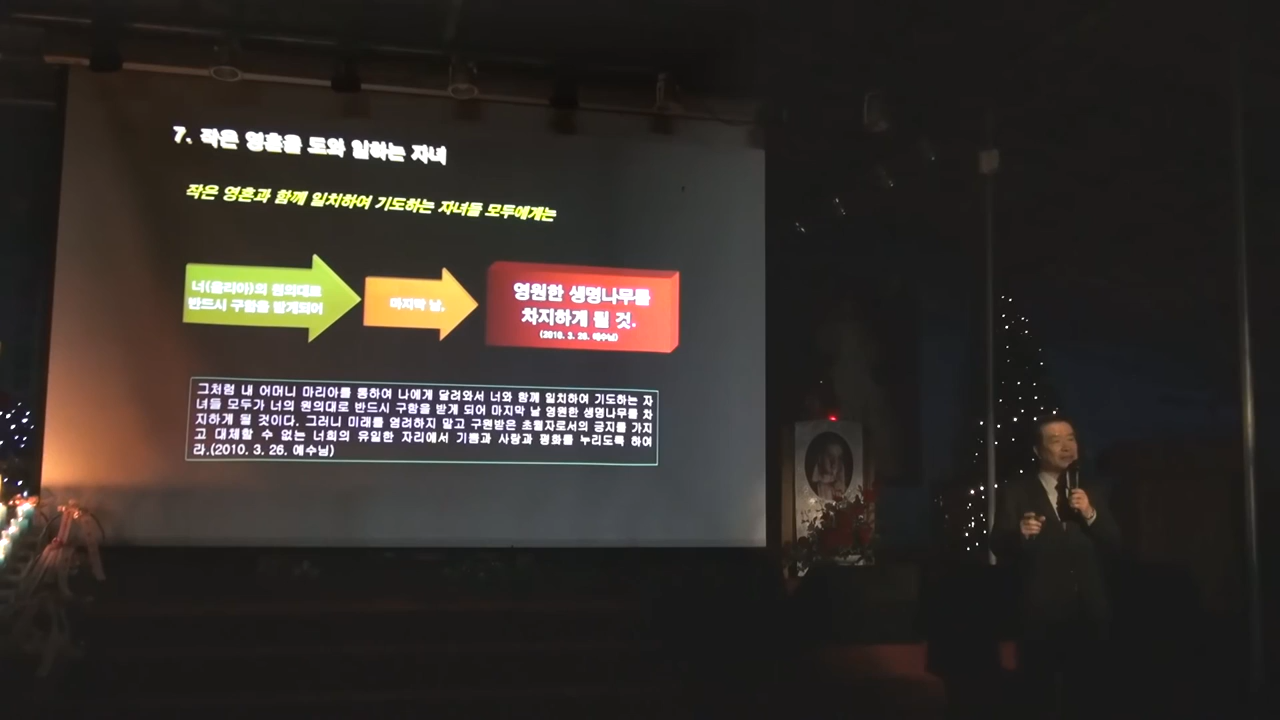 7. 작은 영혼을 도와 일하는 자녀
작은 영혼과 함께 일치하여 기도하는 자녀들 모두에게는
너(율리아)의 원의대로
반드시 구함을 받게되어
마지막 날,
영원한 생명나무를
차지하게 될 것.
(2010. 3. 26. 예수님)
그처럼 내 어머니 마리아를 통하여 나에게 달려와서 너와 함께 일치하여 기도하는 자
녀들 모두가 너의 원의대로 반드시 구함을 받게 되어 마지막 날 영원한 생명나무를 차
지하게 될 것이다. 그러니 미래를 염려하지 말고 구원받은 초월자로서의 긍지를 가지
고 대체할 수 없는 너희의 유일한 자리에서 기쁨과 사랑과 평화를 누리도록 하여
라.(2010. 3. 26. 예수님)